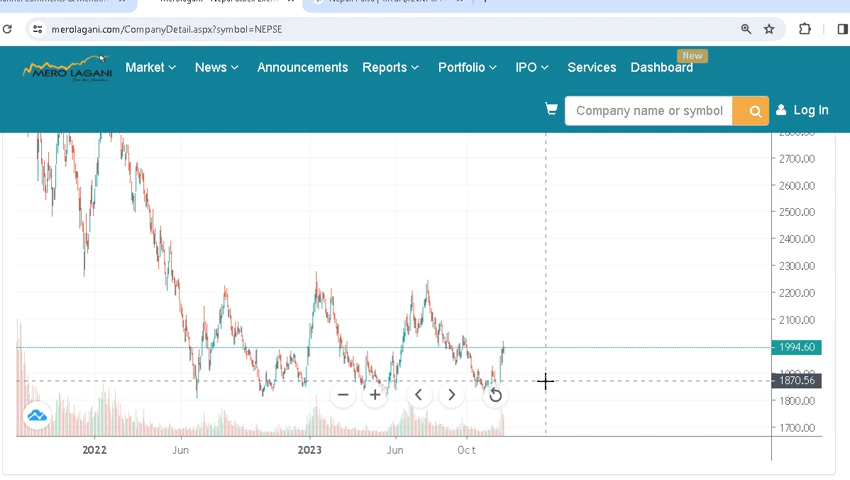 merolagani.com/CompanyDetail.aspx?symbol=NEPSE
MERO LAGANI
Market
News
Announcements
Reports
Portfolio
IPO
Services
Dashboard
New
Company name or symbol
Log In
2700.00
2600.00
2500.00
2400.00
2300.00
2200.00
2100.00
1994.60
1870.56
1800.00
1700.00
2022
Jun
2023
Jun
Oct